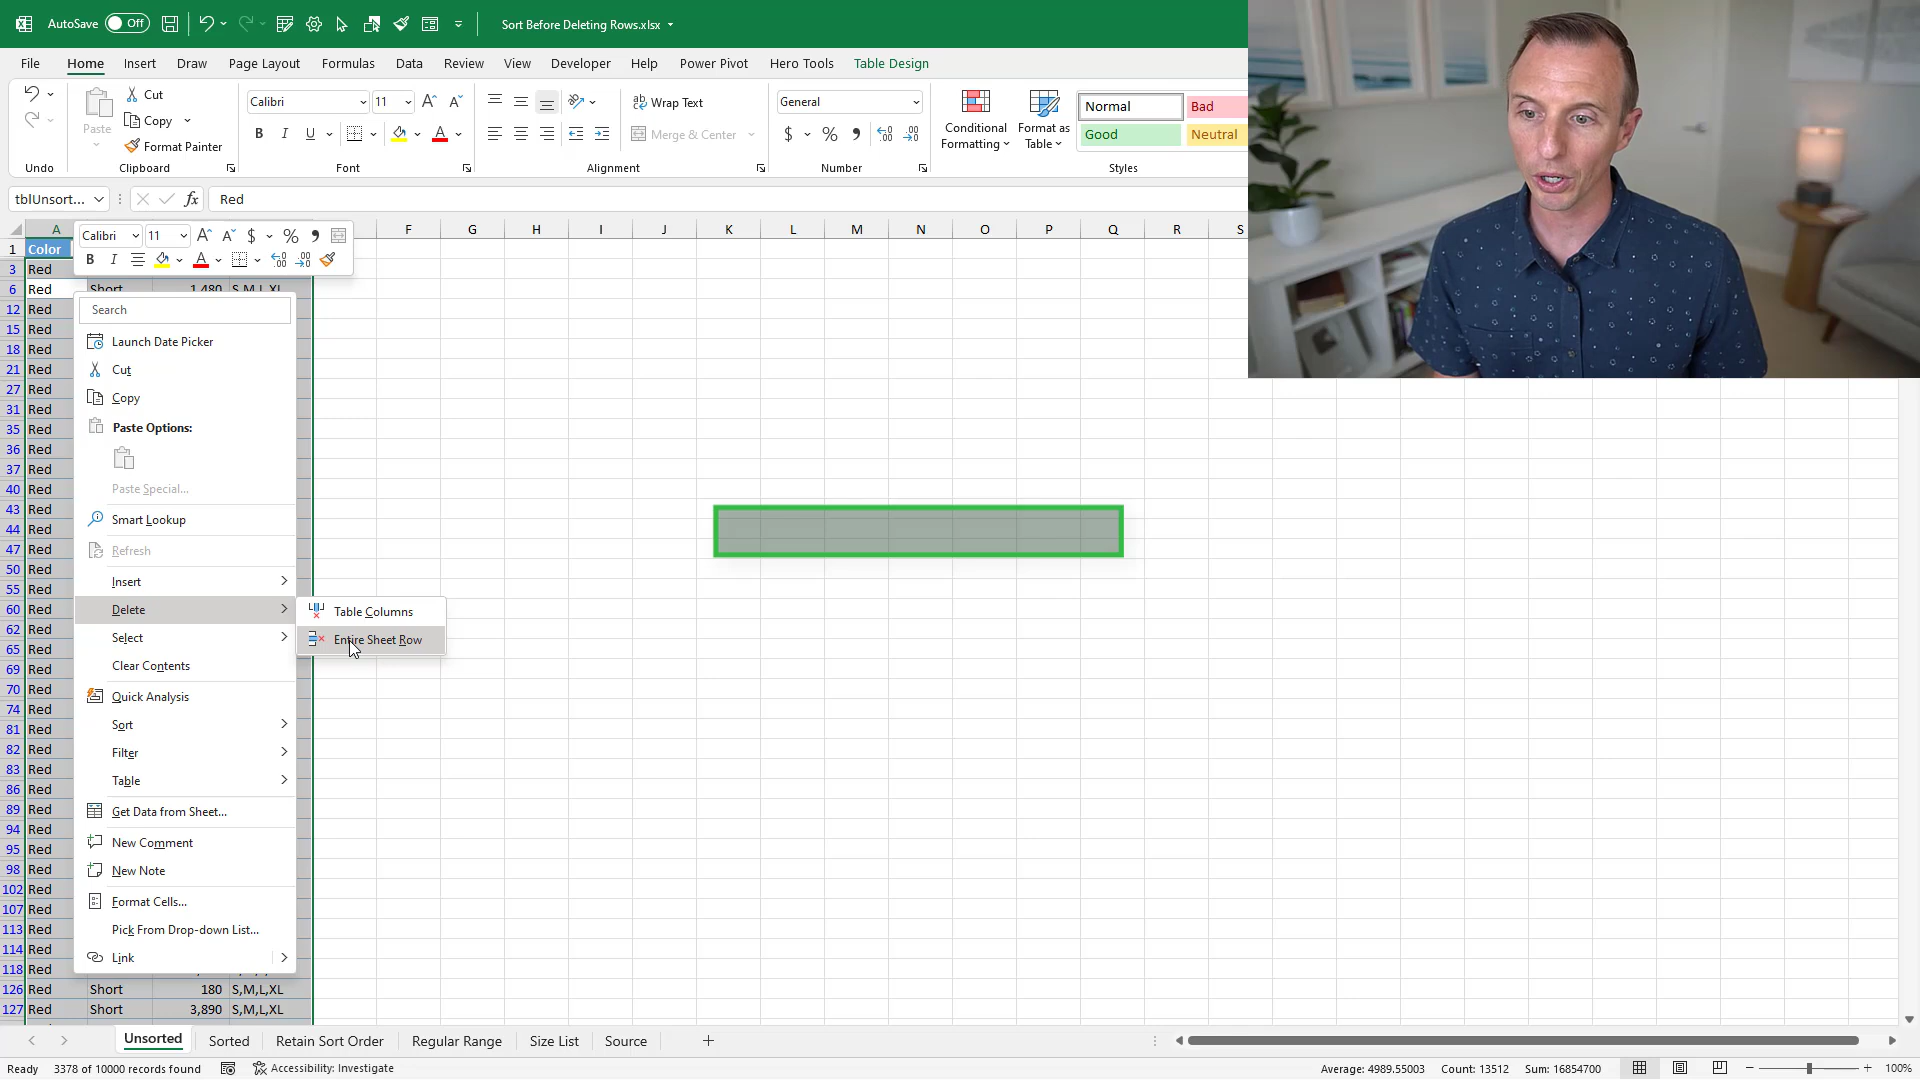 AutoSave Off Sort Before Deleting Rows.xlsx
File Home Insert Draw Page Layout Formulas Data Review View Developer Help Power Pivot Hero Tools Table Design
Cut
Copy
Format Painter
Paste
Undo
Clipboard
Calibri 11
B I U
Font
Wrap Text
Merge & Center
Alignment
General
$ %
Number
Conditional Formatting
Format as Table
Normal Bad
Good Neutral
Styles
tblUnsort... fx Red
A F G H I J K L M N O P Q R S
Calibri 11 $ %
B I
1 Color
3 Red
6 Red Short 1,480 S,M,L,XL
12 Red
15 Red
18 Red
21 Red
27 Red
31 Red
35 Red
36 Red
37 Red
40 Red
43 Red
44 Red
47 Red
50 Red
55 Red
60 Red
62 Red
65 Red
69 Red
70 Red
74 Red
81 Red
82 Red
83 Red
86 Red
89 Red
94 Red
95 Red
98 Red
102 Red
107 Red
113 Red
114 Red
118 Red
126 Red Short 180 S,M,L,XL
127 Red Short 3,890 S,M,L,XL
Search
Launch Date Picker
Cut
Copy
Paste Options:
Paste Special...
Smart Lookup
Refresh
Insert
Delete
Select
Clear Contents
Quick Analysis
Sort
Filter
Table
Get Data from Sheet...
New Comment
New Note
Format Cells...
Pick From Drop-down List...
Link
Table Columns
Entire Sheet Row
Unsorted Sorted Retain Sort Order Regular Range Size List Source
Ready 3378 of 10000 records found Accessibility: Investigate Average: 4989.55003 Count: 13512 Sum: 16854700 100%